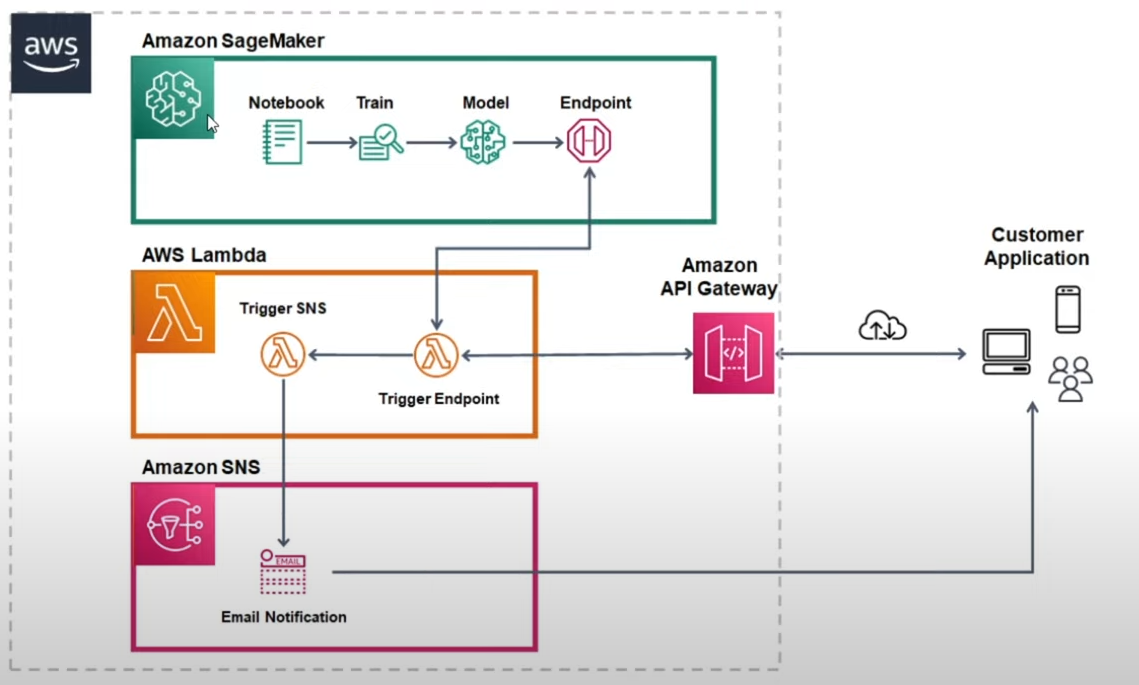 aws
Amazon SageMaker
Notebook
Train
Model
Endpoint
AWS Lambda
Trigger SNS
Trigger Endpoint
Amazon
API Gateway
</>
Customer
Application
Amazon SNS
EMAIL
Email Notification